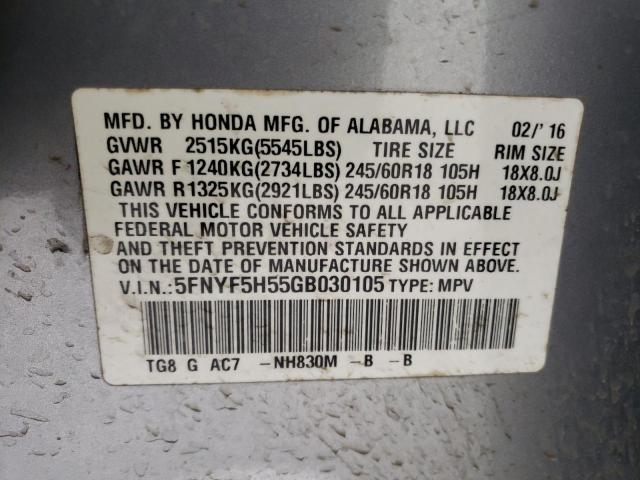 MFD. BY HONDA MFG. OF ALABAMA, LLC 02/' 16
GVWR 2515KG(5545LBS) TIRE SIZE RIM SIZE
GAWR F 1240KG(2734LBS) 245/60R18 105H 18X8.0J
GAWR R1325KG(2921LBS) 245/60R18 105H 18X8.0J
THIS VEHICLE CONFORMS TO ALL APPLICABLE
FEDERAL MOTOR VEHICLE SAFETY
AND THEFT PREVENTION STANDARDS IN EFFECT
ON THE DATE OF MANUFACTURE SHOWN ABOVE.
V.I.N.: 5FNYF5H55GB030105 TYPE: MPV
TG8 G AC7 -NH830M -B -B